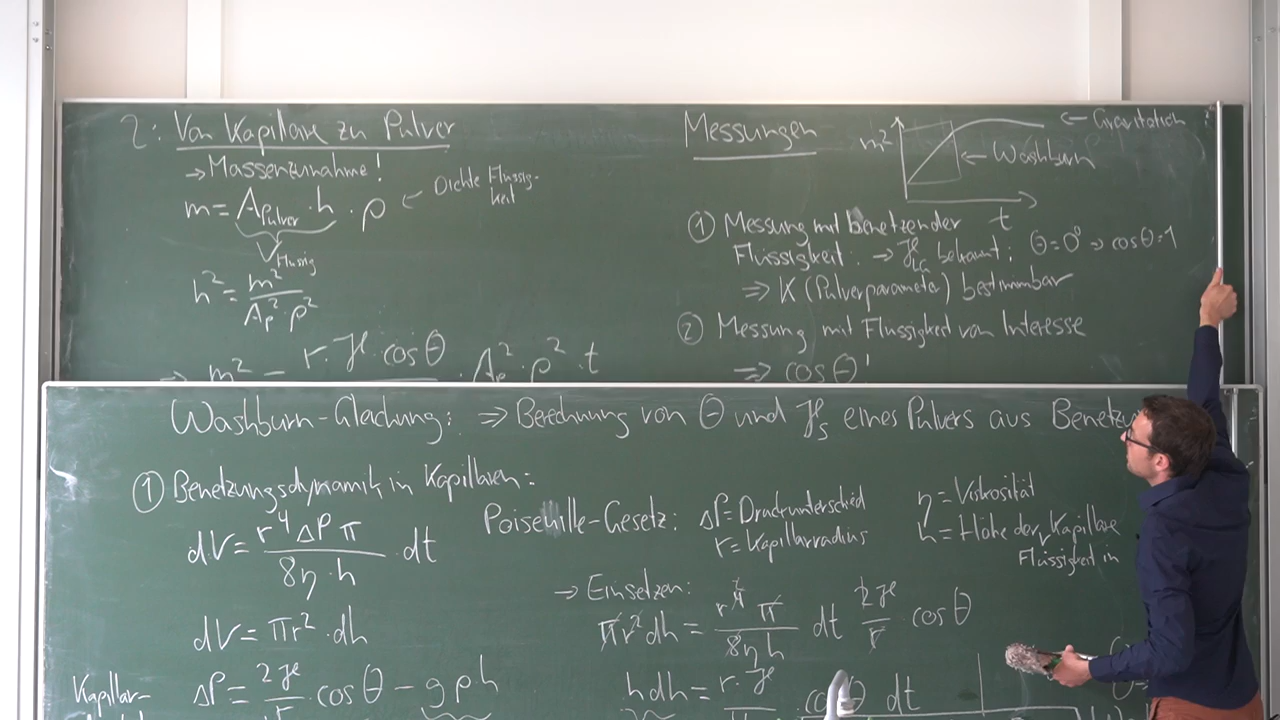 2: Von Kapillare zu Pulver
→ Massenzunahme!
m = A_Pulver · h · ρ ← Dichte Flüssig-
keit
V_Flüssig
h² = m² / (A_P² · ρ²)
→ m² = r · γ · cos θ · A_P² · ρ² · t
Messungen
m² ← Gravitation
← Washburn
t
① Messung mit benetzender
Flüssigkeit: → γ_LG bekannt; θ = 0° ⇒ cos θ = 1
⇒ K (Pulverparameter) bestimmbar
② Messung mit Flüssigkeit von Interesse
⇒ cos θ!
Washburn-Gleichung: ⇒ Berechnung von θ und γ_S eines Pulvers aus
① Benetzungsdynamik in Kapillaren:
dV = r⁴ ΔP π / (8η · h) · dt
Poiseuille-Gesetz: ΔP = Druckunterschied
r = Kapillarradius
η = Viskosität
h = Höhe der Kapillare
Flüssigkeit in
dV = πr² · dh
→ Einsetzen:
πr² dh = r⁴ π / (8η h) dt 2γ / r cos θ
Kapillar-
ΔP = 2γ / r · cos θ − gρh
h dh = r · γ cos θ dt